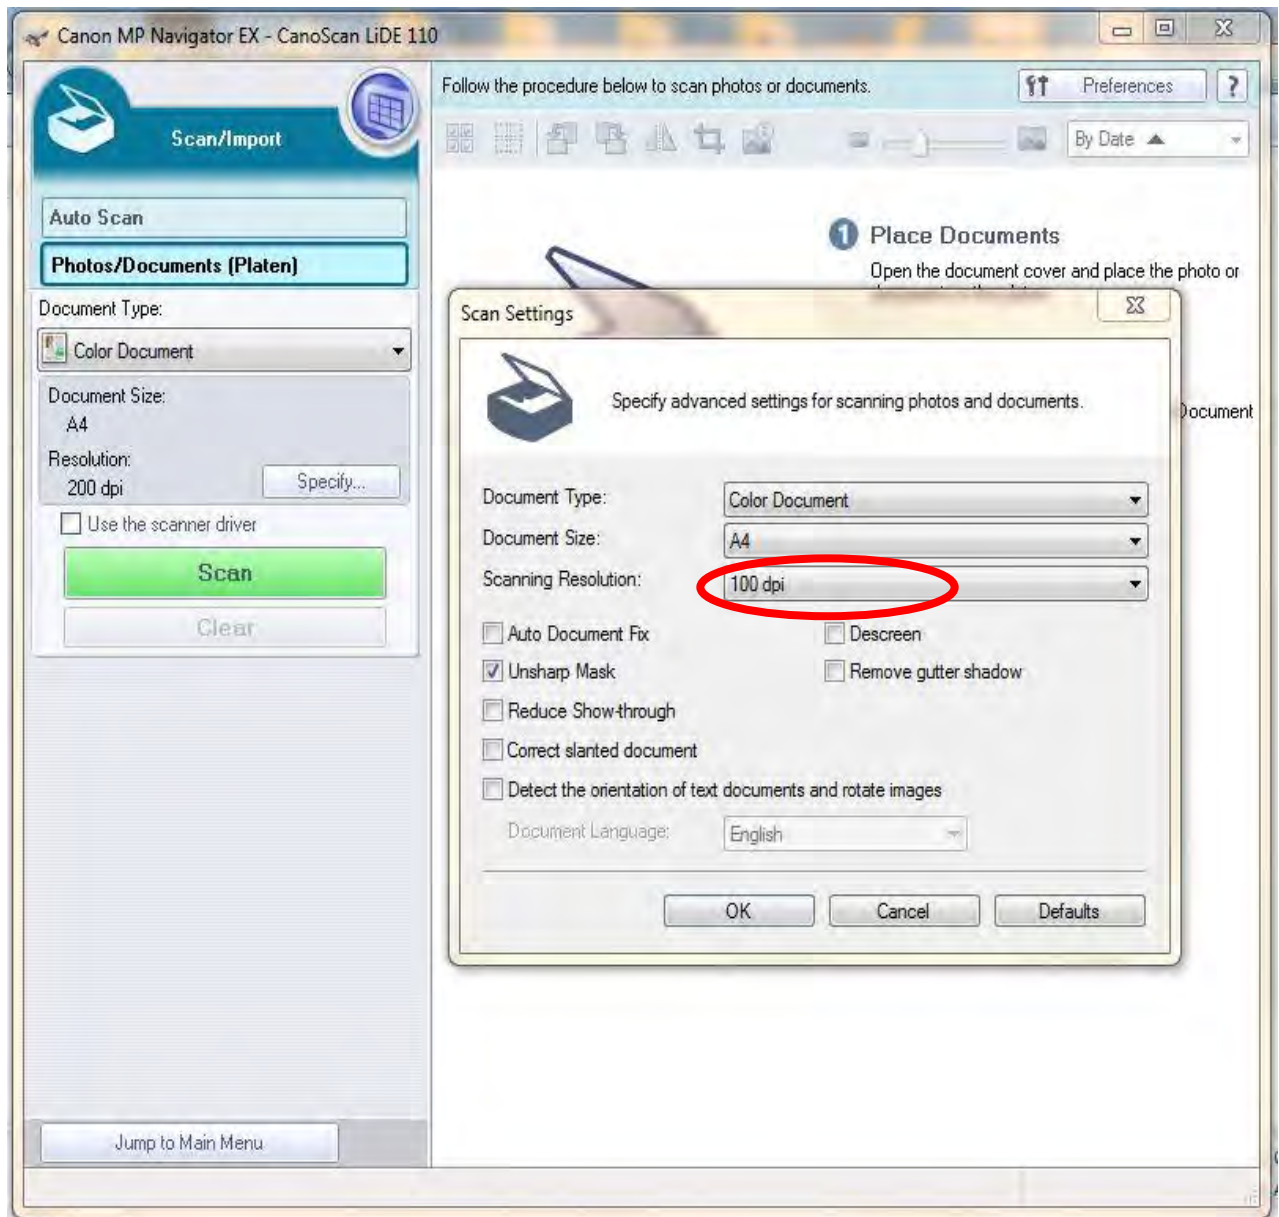 Canon MP Navigator EX - CanoScan LiDE 110
Scan/Import
Auto Scan
Photos/Documents (Platen)
Document Type:
Color Document
Document Size:
A4
Resolution:
200 dpi
Specify...
Use the scanner driver
Scan
Clear
Jump to Main Menu
Follow the procedure below to scan photos or documents.
Preferences
?
By Date
1 Place Documents
Open the document cover and place the photo or
Document
Scan Settings
Specify advanced settings for scanning photos and documents.
Document Type:
Color Document
Document Size:
A4
Scanning Resolution:
100 dpi
Auto Document Fix
Descreen
Unsharp Mask
Remove gutter shadow
Reduce Show-through
Correct slanted document
Detect the orientation of text documents and rotate images
Document Language:
English
OK
Cancel
Defaults